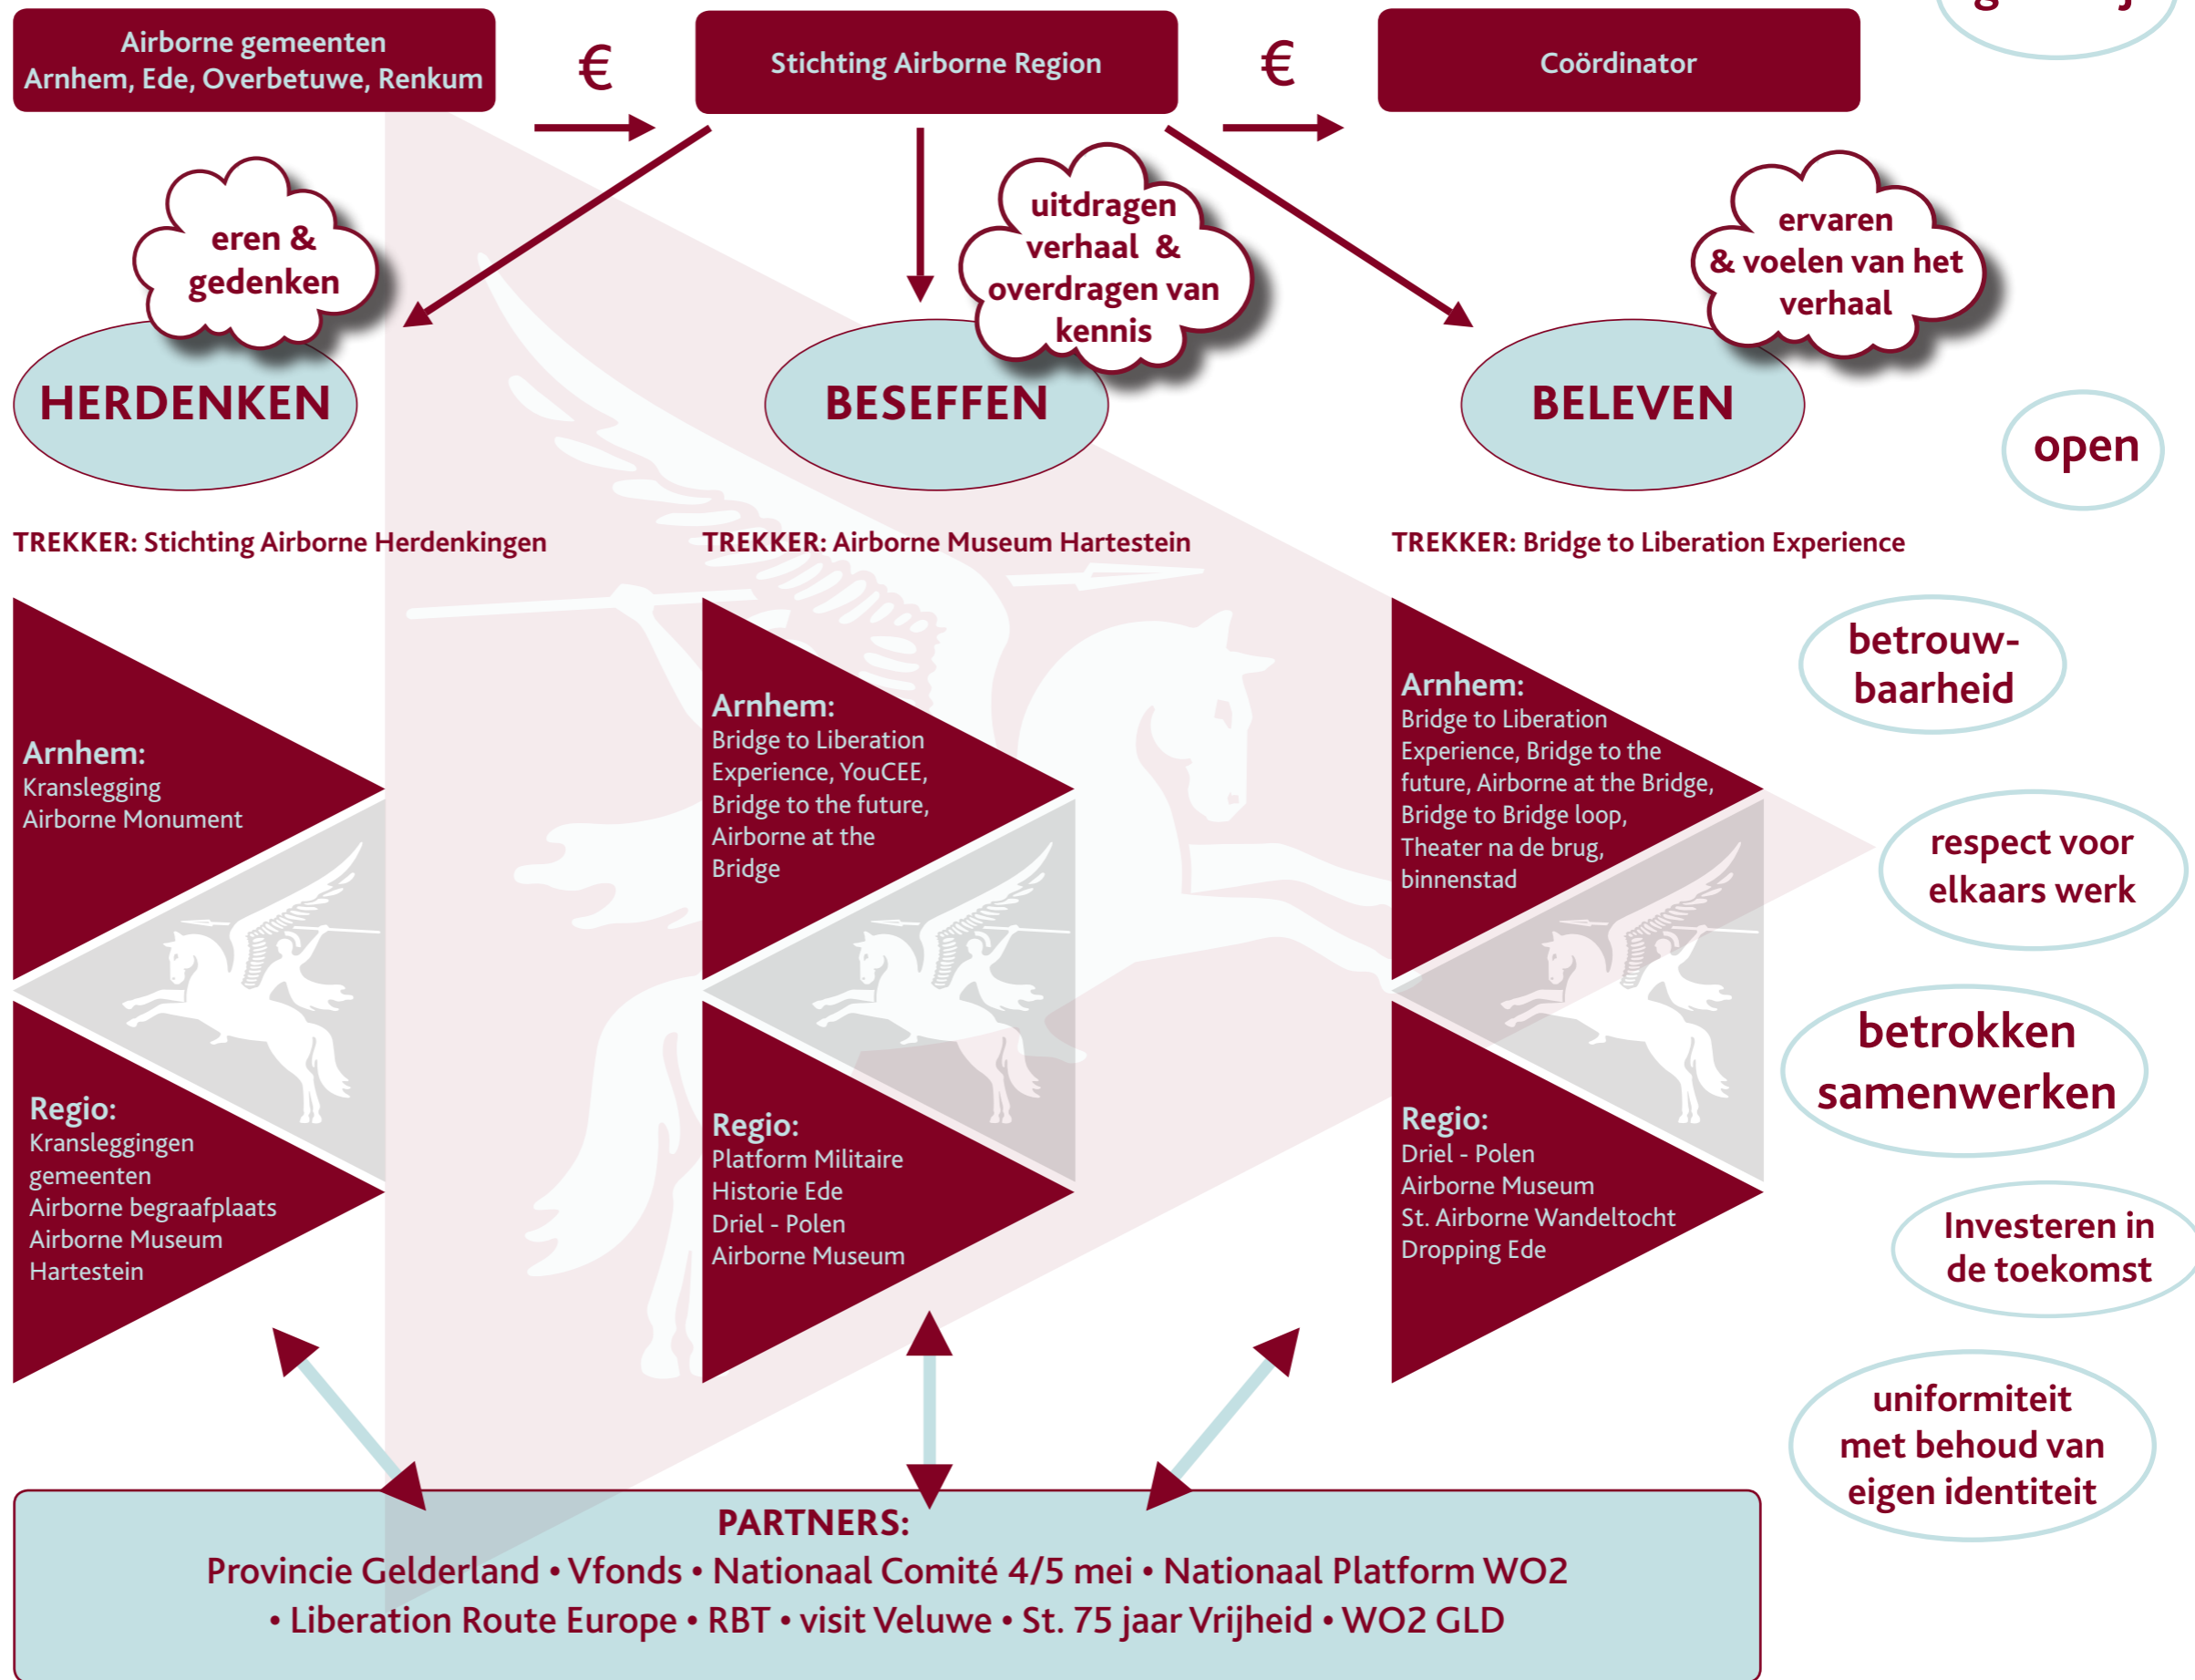 Airborne gemeenten
Arnhem, Ede, Overbetuwe, Renkum
€
Stichting Airborne Region
€
Coördinator
eren &
gedenken
HERDENKEN
uitdragen
verhaal &
overdragen van
kennis
BESEFFEN
ervaren
& voelen van het
verhaal
BELEVEN
open
TREKKER: Stichting Airborne Herdenkingen
TREKKER: Airborne Museum Hartestein
TREKKER: Bridge to Liberation Experience
Arnhem:
Kranslegging
Airborne Monument
Regio:
Kransleggingen
gemeenten
Airborne begraafplaats
Airborne Museum
Hartestein
Arnhem:
Bridge to Liberation
Experience, YouCEE,
Bridge to the future,
Airborne at the
Bridge
Regio:
Platform Militaire
Historie Ede
Driel - Polen
Airborne Museum
Arnhem:
Bridge to Liberation
Experience, Bridge to the
future, Airborne at the Bridge,
Bridge to Bridge loop,
Theater na de brug,
binnenstad
Regio:
Driel - Polen
Airborne Museum
St. Airborne Wandeltocht
Dropping Ede
betrouw-
baarheid
respect voor
elkaars werk
betrokken
samenwerken
Investeren in
de toekomst
uniformiteit
met behoud van
eigen identiteit
PARTNERS:
Provincie Gelderland • Vfonds • Nationaal Comité 4/5 mei • Nationaal Platform WO2
• Liberation Route Europe • RBT • visit Veluwe • St. 75 jaar Vrijheid • WO2 GLD